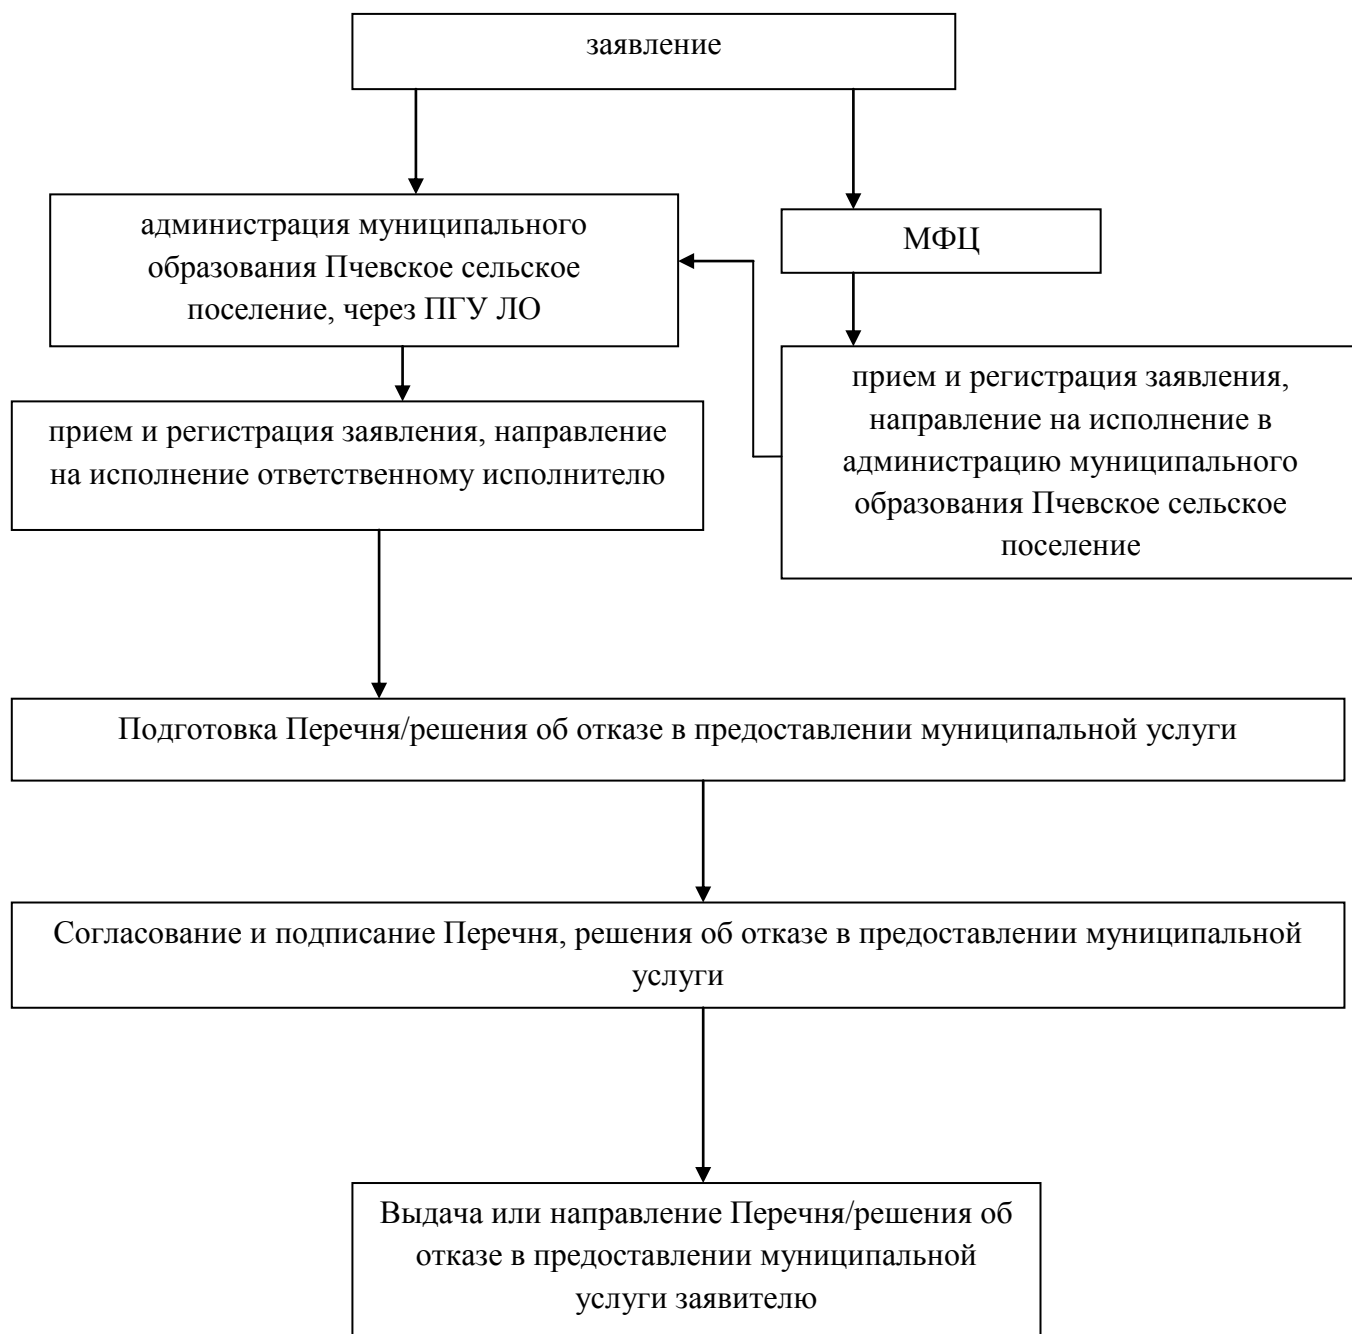 заявление
администрация муниципального
образования Пчевское сельское
поселение, через ПГУ ЛО
МФЦ
прием и регистрация заявления, направление
на исполнение ответственному исполнителю
прием и регистрация заявления,
направление на исполнение в
администрацию муниципального
образования Пчевское сельское
поселение
Подготовка Перечня/решения об отказе в предоставлении муниципальной услуги
Согласование и подписание Перечня, решения об отказе в предоставлении муниципальной
услуги
Выдача или направление Перечня/решения об
отказе в предоставлении муниципальной
услуги заявителю